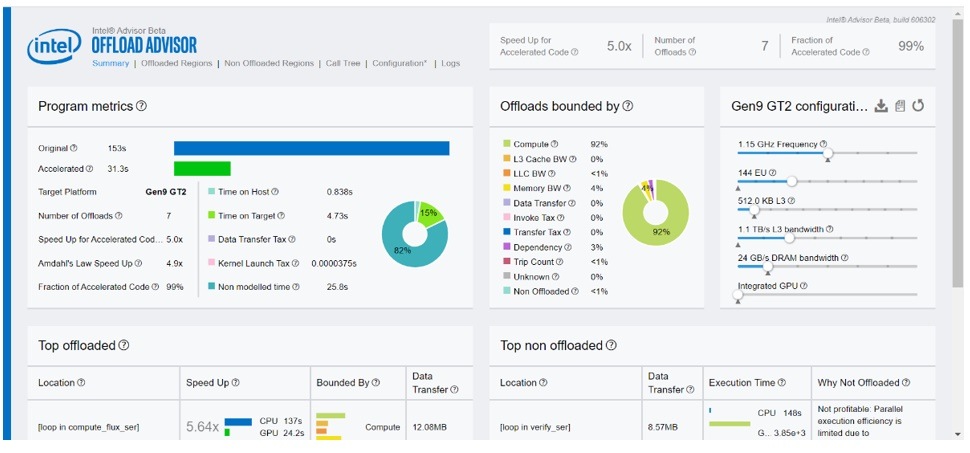 Intel® Advisor Beta, build 606302
intel
Intel® Advisor Beta
OFFLOAD ADVISOR
Summary | Offloaded Regions | Non Offloaded Regions | Call Tree | Configuration* | Logs
Speed Up for Accelerated Code 5.0x
Number of Offloads 7
Fraction of Accelerated Code 99%
Program metrics
Original 153s
Accelerated 31.3s
Target Platform Gen9 GT2
Number of Offloads 7
Speed Up for Accelerated Cod... 5.0x
Amdahl's Law Speed Up 4.9x
Fraction of Accelerated Code 99%
Time on Host 0.838s
Time on Target 4.73s
Data Transfer Tax 0s
Kernel Launch Tax 0.0000375s
Non modelled time 25.8s
15%
82%
Offloads bounded by
Compute 92%
L3 Cache BW 0%
LLC BW <1%
Memory BW 4%
Data Transfer 0%
Invoke Tax 0%
Transfer Tax 0%
Dependency 3%
Trip Count <1%
Unknown 0%
Non Offloaded <1%
4%
92%
Gen9 GT2 configurati...
1.15 GHz Frequency
144 EU
512.0 KB L3
1.1 TB/s L3 bandwidth
24 GB/s DRAM bandwidth
Integrated GPU
Top offloaded
Location Speed Up Bounded By Data Transfer
[loop in compute_flux_ser] 5.64x CPU 137s GPU 24.2s Compute 12.08MB
Top non offloaded
Location Data Transfer Execution Time Why Not Offloaded
[loop in verify_ser] 8.57MB CPU 148s G.. 3.85e+3 Not profitable: Parallel execution efficiency is limited due to